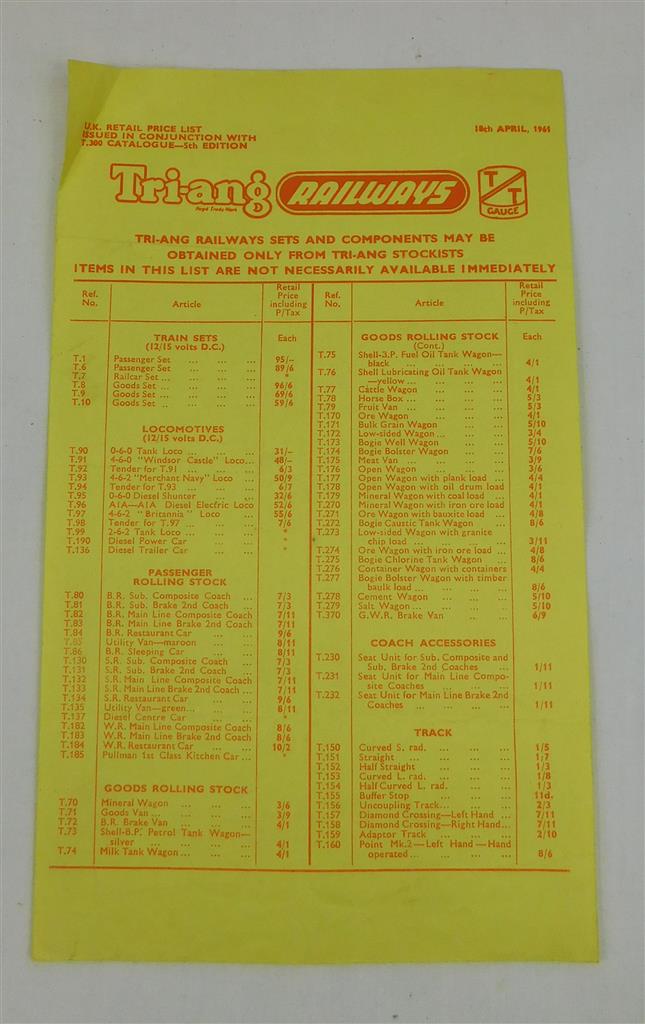 U.K. RETAIL PRICE LIST
ISSUED IN CONJUNCTION WITH
T.300 CATALOGUE—5th EDITION
18th APRIL, 1961
Tri-ang RAILWAYS TT GAUGE
Regd Trade Mark
TRI-ANG RAILWAYS SETS AND COMPONENTS MAY BE
OBTAINED ONLY FROM TRI-ANG STOCKISTS
ITEMS IN THIS LIST ARE NOT NECESSARILY AVAILABLE IMMEDIATELY
Ref. No. Article Retail Price including P/Tax
TRAIN SETS Each
(12/15 volts D.C.)
T.1 Passenger Set ... ... ... 95/-
T.6 Passenger Set ... ... ... 89/6
T.7 Railcar Set ... ... ... *
T.8 Goods Set ... ... ... 96/6
T.9 Goods Set ... ... ... 69/6
T.10 Goods Set .. ... ... 59/6
LOCOMOTIVES
(12/15 volts D.C.)
T.90 0-6-0 Tank Loco ... ... 31/-
T.91 4-6-0 "Windsor Castle" Loco... 48/-
T.92 Tender for T.91 ... ... 6/3
T.93 4-6-2 "Merchant Navy" Loco 50/9
T.94 Tender for T.93 ... ... 6/7
T.95 0-6-0 Diesel Shunter ... 32/6
T.96 A1A—A1A Diesel Electric Loco 52/6
T.97 4-6-2 "Britannia" Loco ... 55/6
T.98 Tender for T.97 ... ... 7/6
T.99 2-6-2 Tank Loco ... ... *
T.190 Diesel Power Car ... *
T.136 Diesel Trailer Car ... *
PASSENGER
ROLLING STOCK
T.80 B.R. Sub. Composite Coach ... 7/3
T.81 B.R. Sub. Brake 2nd Coach ... 7/3
T.82 B.R. Main Line Composite Coach 7/11
T.83 B.R. Main Line Brake 2nd Coach 7/11
T.84 B.R. Restaurant Car ... 9/6
T.85 Utility Van—maroon ... 8/11
T.86 B.R. Sleeping Car ... ... 8/11
T.130 S.R. Sub. Composite Coach ... 7/3
T.131 S.R. Sub. Brake 2nd Coach ... 7/3
T.132 S.R. Main Line Composite Coach 7/11
T.133 S.R. Main Line Brake 2nd Coach 7/11
T.134 S.R. Restaurant Car ... 9/6
T.135 Utility Van—green... ... 8/11
T.137 Diesel Centre Car ... *
T.182 W.R. Main Line Composite Coach 8/6
T.183 W.R. Main Line Brake 2nd Coach 8/6
T.184 W.R. Restaurant Car ... 10/2
T.185 Pullman 1st Class Kitchen Car ... *
GOODS ROLLING STOCK
T.70 Mineral Wagon ... ... 3/6
T.71 Goods Van ... ... ... 3/9
T.72 B.R. Brake Van ... ... 4/1
T.73 Shell-B.P. Petrol Tank Wagon—
silver ... ... ... 4/1
T.74 Milk Tank Wagon ... ... 4/1
Ref. No. Article Retail Price including P/Tax
GOODS ROLLING STOCK Each
(Cont.)
T.75 Shell-B.P. Fuel Oil Tank Wagon—
black ... ... ... 4/1
T.76 Shell Lubricating Oil Tank Wagon
—yellow ... ... ... 4/1
T.77 Cattle Wagon ... ... 4/1
T.78 Horse Box ... ... ... 5/3
T.79 Fruit Van ... ... ... 5/3
T.170 Ore Wagon ... ... 4/1
T.171 Bulk Grain Wagon ... 5/10
T.172 Low-sided Wagon ... ... 3/4
T.173 Bogie Well Wagon ... 5/10
T.174 Bogie Bolster Wagon ... 7/6
T.175 Meat Van ... ... ... 3/9
T.176 Open Wagon ... ... 3/6
T.177 Open Wagon with plank load ... 4/4
T.178 Open Wagon with oil drum load 4/1
T.179 Mineral Wagon with coal load ... 4/1
T.270 Mineral Wagon with iron ore load 4/1
T.271 Ore Wagon with bauxite load ... 4/8
T.272 Bogie Caustic Tank Wagon ... 8/6
T.273 Low-sided Wagon with granite
chip load ... ... ... 3/11
T.274 Ore Wagon with iron ore load ... 4/8
T.275 Bogie Chlorine Tank Wagon ... 8/6
T.276 Container Wagon with containers 4/4
T.277 Bogie Bolster Wagon with timber
baulk load ... ... ... 8/6
T.278 Cement Wagon ... ... 5/10
T.279 Salt Wagon ... ... ... 5/10
T.370 G.W.R. Brake Van ... 6/9
COACH ACCESSORIES
T.230 Seat Unit for Sub. Composite and
Sub. Brake 2nd Coaches ... 1/11
T.231 Seat Unit for Main Line Compo-
site Coaches ... ... 1/11
T.232 Seat Unit for Main Line Brake 2nd
Coaches ... ... ... 1/11
TRACK
T.150 Curved S. rad. ... ... ... 1/5
T.151 Straight ... ... ... 1/7
T.152 Half Straight ... ... ... 1/3
T.153 Curved L. rad. ... ... ... 1/8
T.154 Half Curved L. rad. ... ... 1/3
T.155 Buffer Stop ... ... ... 11d.
T.156 Uncoupling Track... ... 2/3
T.157 Diamond Crossing—Left Hand ... 7/11
T.158 Diamond Crossing—Right Hand... 7/11
T.159 Adaptor Track ... ... 2/10
T.160 Point Mk.2—Left Hand—Hand
operated... ... ... 8/6